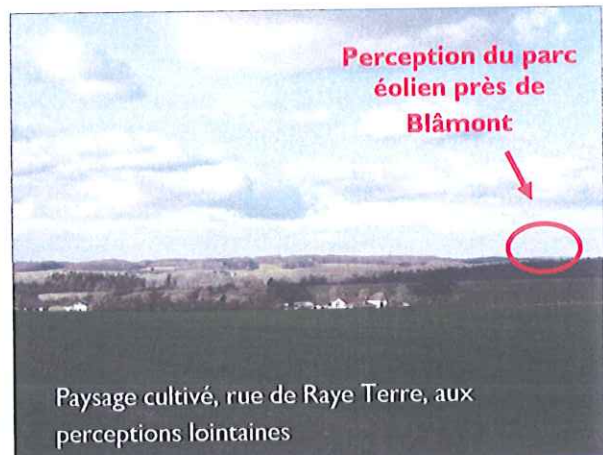 Perception du parc
éolien près de
Blâmont
Paysage cultivé, rue de Raye Terre, aux
perceptions lointaines